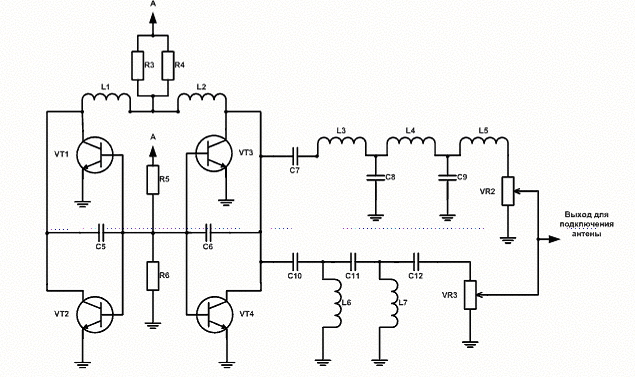 A
R3
R4
L1
L2
VT1
A
VT3
R5
L3
L4
L5
C7
C8
C9
VR2
Выход для
подключения
антены
C5
C6
R6
C10
C11
C12
L6
L7
VR3
VT2
VT4